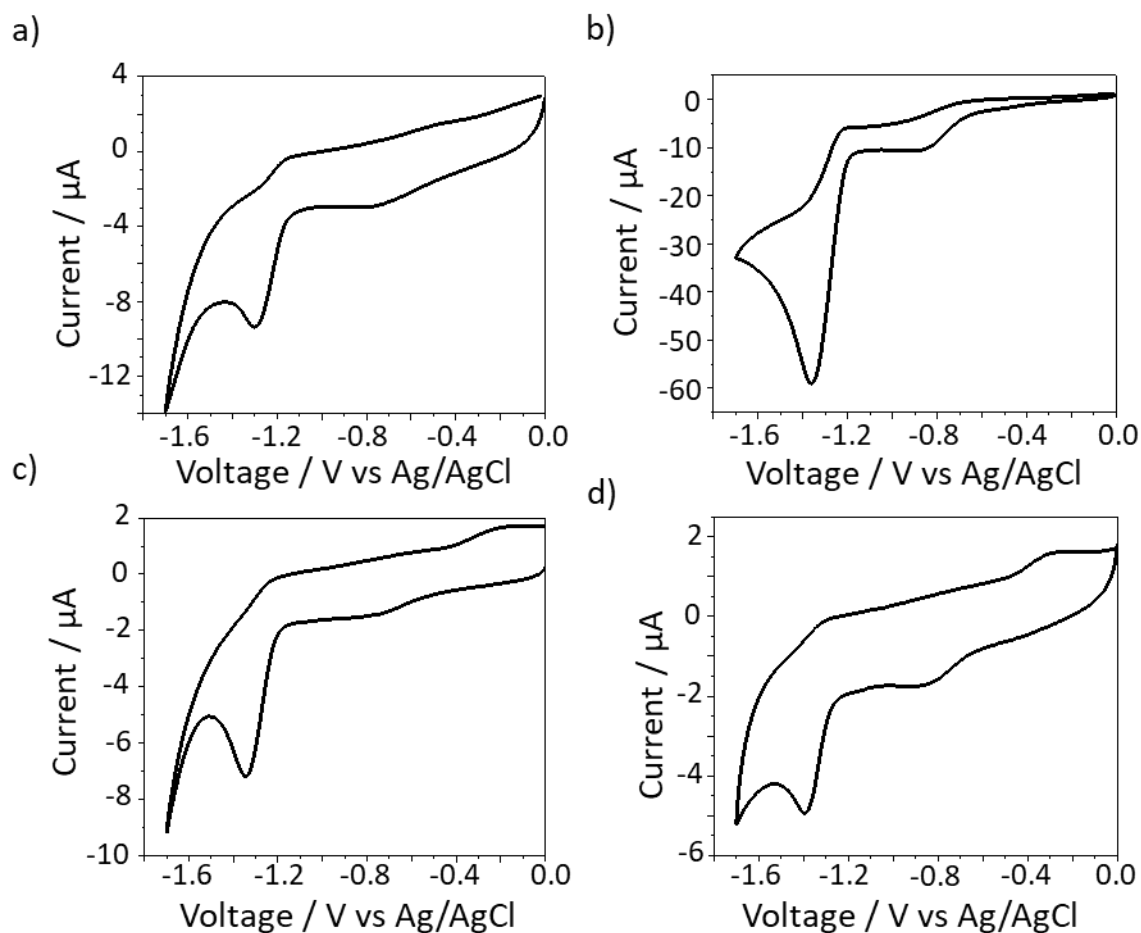 a)
4
0
-4
-8
-12
Current / µA
-1.6 -1.2 -0.8 -0.4 0.0
Voltage / V vs Ag/AgCl
b)
0
-10
-20
-30
-40
-50
-60
Current / µA
-1.6 -1.2 -0.8 -0.4 0.0
Voltage / V vs Ag/AgCl
c)
2
0
-2
-4
-6
-8
-10
Current / µA
-1.6 -1.2 -0.8 -0.4 0.0
Voltage / V vs Ag/AgCl
d)
2
0
-2
-4
-6
Current / µA
-1.6 -1.2 -0.8 -0.4 0.0
Voltage / V vs Ag/AgCl